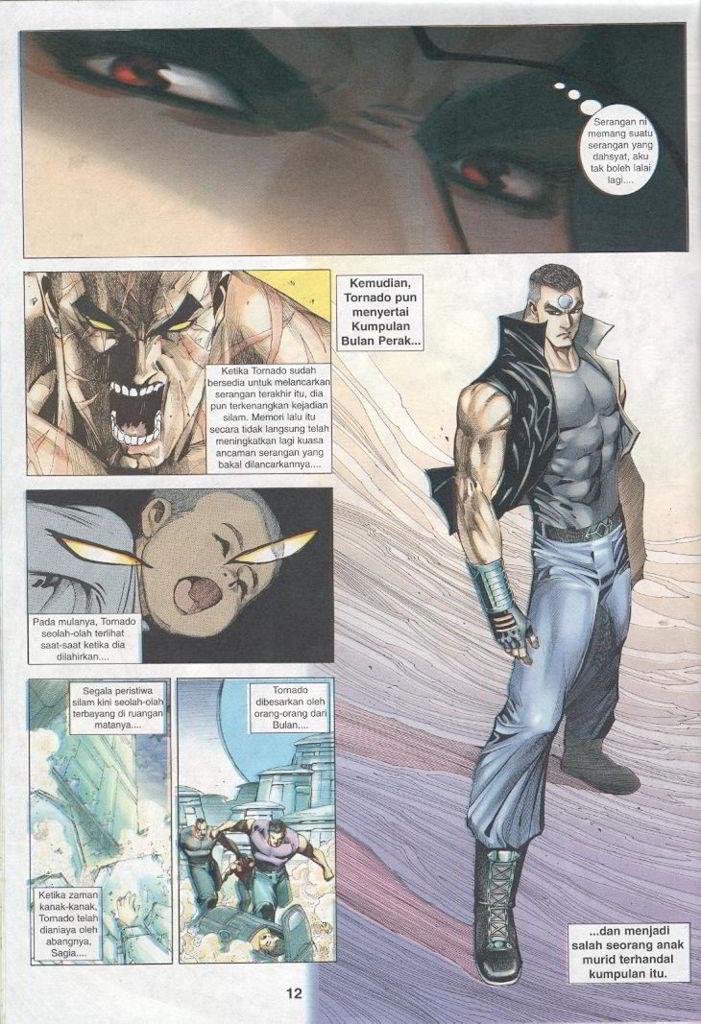 Serangan ni
memang suatu
serangan yang
dahsyat, aku
tak boleh lalai
lagi....
Ketika Tornado sudah
bersedia untuk melancarkan
serangan terakhir itu, dia
pun terkenangkan kejadian
silam. Memori lalu itu
secara tidak langsung telah
meningkatkan lagi kuasa
ancaman serangan yang
bakal dilancarkannya....
Kemudian,
Tornado pun
menyertai
Kumpulan
Bulan Perak...
Pada mulanya, Tornado
seolah-olah terlihat
saat-saat ketika dia
dilahirkan....
Segala peristiwa
silam kini seolah-olah
terbayang di ruangan
matanya....
Ketika zaman
kanak-kanak,
Tornado telah
dianiaya oleh
abangnya,
Sagia....
Tornado
dibesarkan oleh
orang-orang dari
Bulan....
...dan menjadi
salah seorang anak
murid terhandal
kumpulan itu.
12